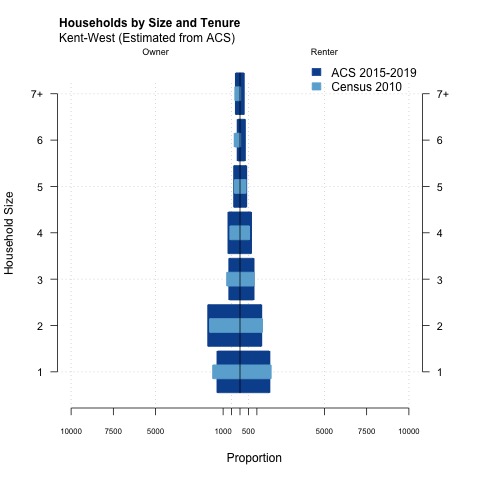 Households by Size and Tenure
Kent-West (Estimated from ACS)
Owner Renter
ACS 2015-2019
Census 2010
7+ 7+
6 6
5 5
4 4
3 3
2 2
1 1
Household Size
10000 7500 5000 1000 500 5000 7500 10000
Proportion